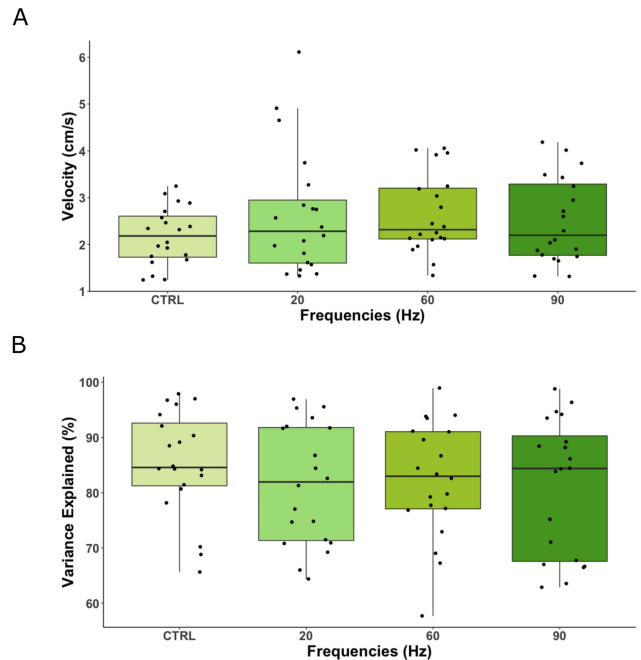 A
Velocity (cm/s)
6
5
4
3
2
1
CTRL 20 60 90
Frequencies (Hz)
B
Variance Explained (%)
100
90
80
70
60
CTRL 20 60 90
Frequencies (Hz)